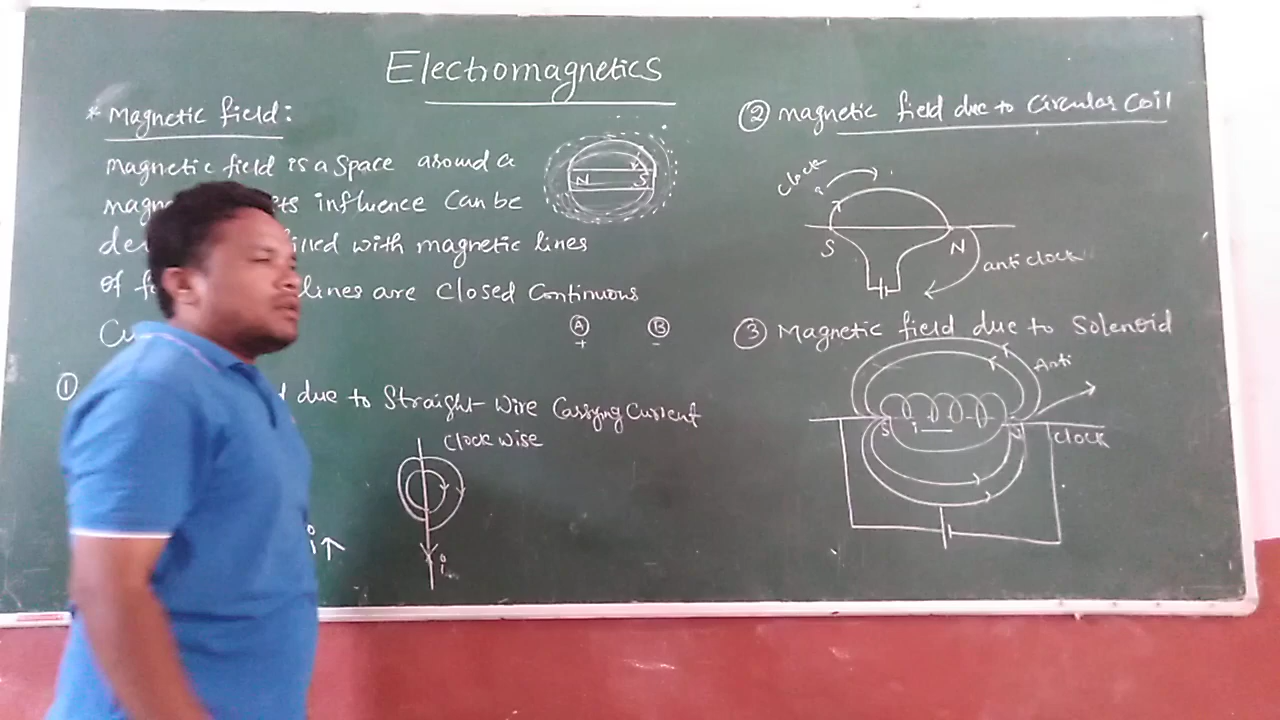 Electromagnetics
* Magnetic field:
Magnetic field is a Space around a
influence Can be
filled with magnetic lines
of lines are Closed Continuous
N S
A B
+ -
① due to Straight Wire Carrying Current
Clock wise
i↑
i
② magnetic field due to Circular Coil
Clock
S N
anti clock
③ Magnetic field due to Solenoid
Anti
S i N
Clock